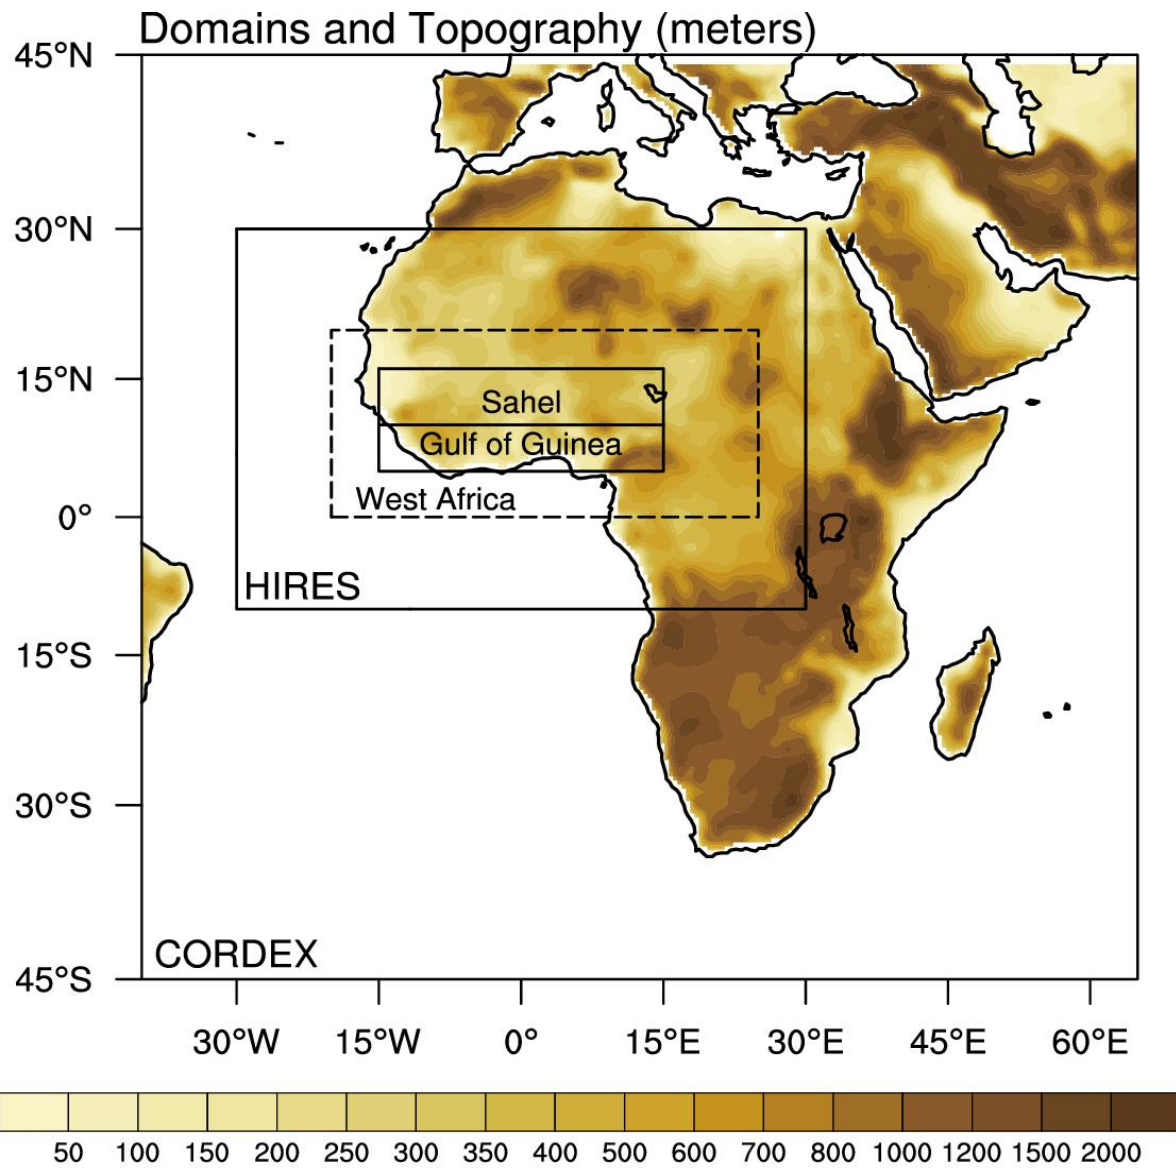 Domains and Topography (meters)
45°N
30°N
15°N
Sahel
Gulf of Guinea
West Africa
0°
HIRES
15°S
30°S
CORDEX
45°S
30°W 15°W 0° 15°E 30°E 45°E 60°E
50 100 150 200 250 300 350 400 500 600 700 800 1000 1200 1500 2000